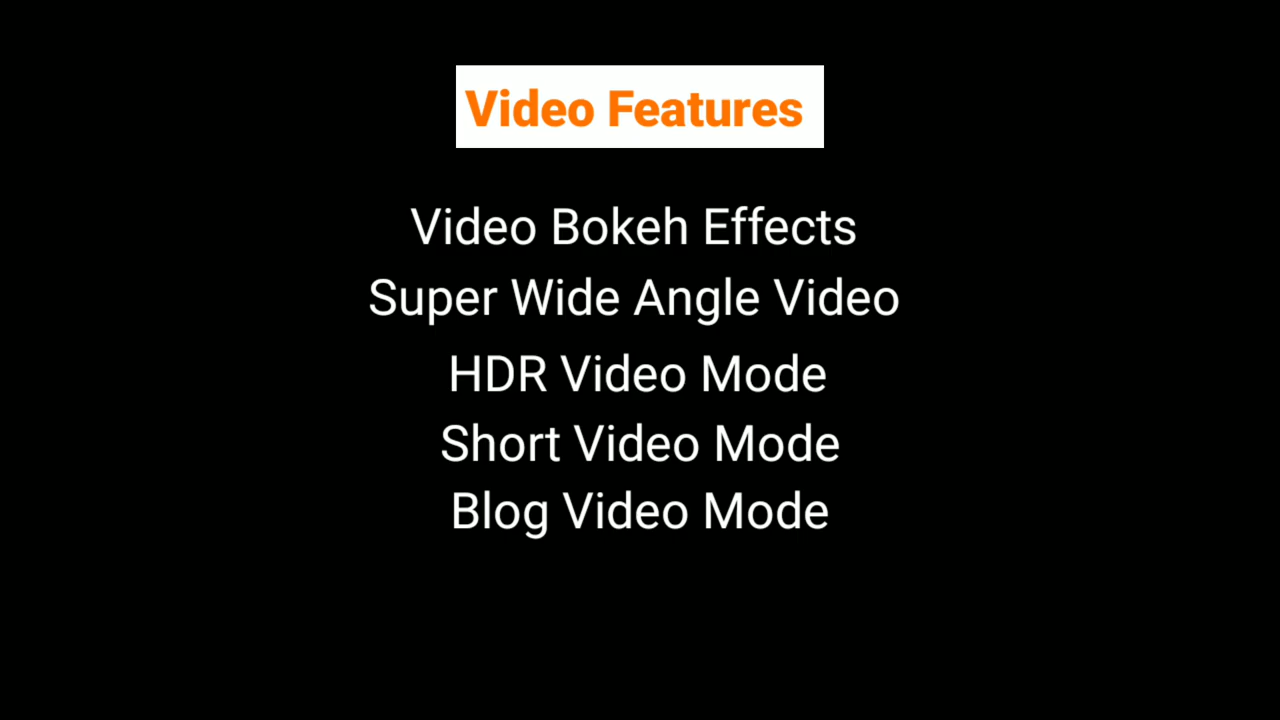 Video Features
Video Bokeh Effects
Super Wide Angle Video
HDR Video Mode
Short Video Mode
Blog Video Mode